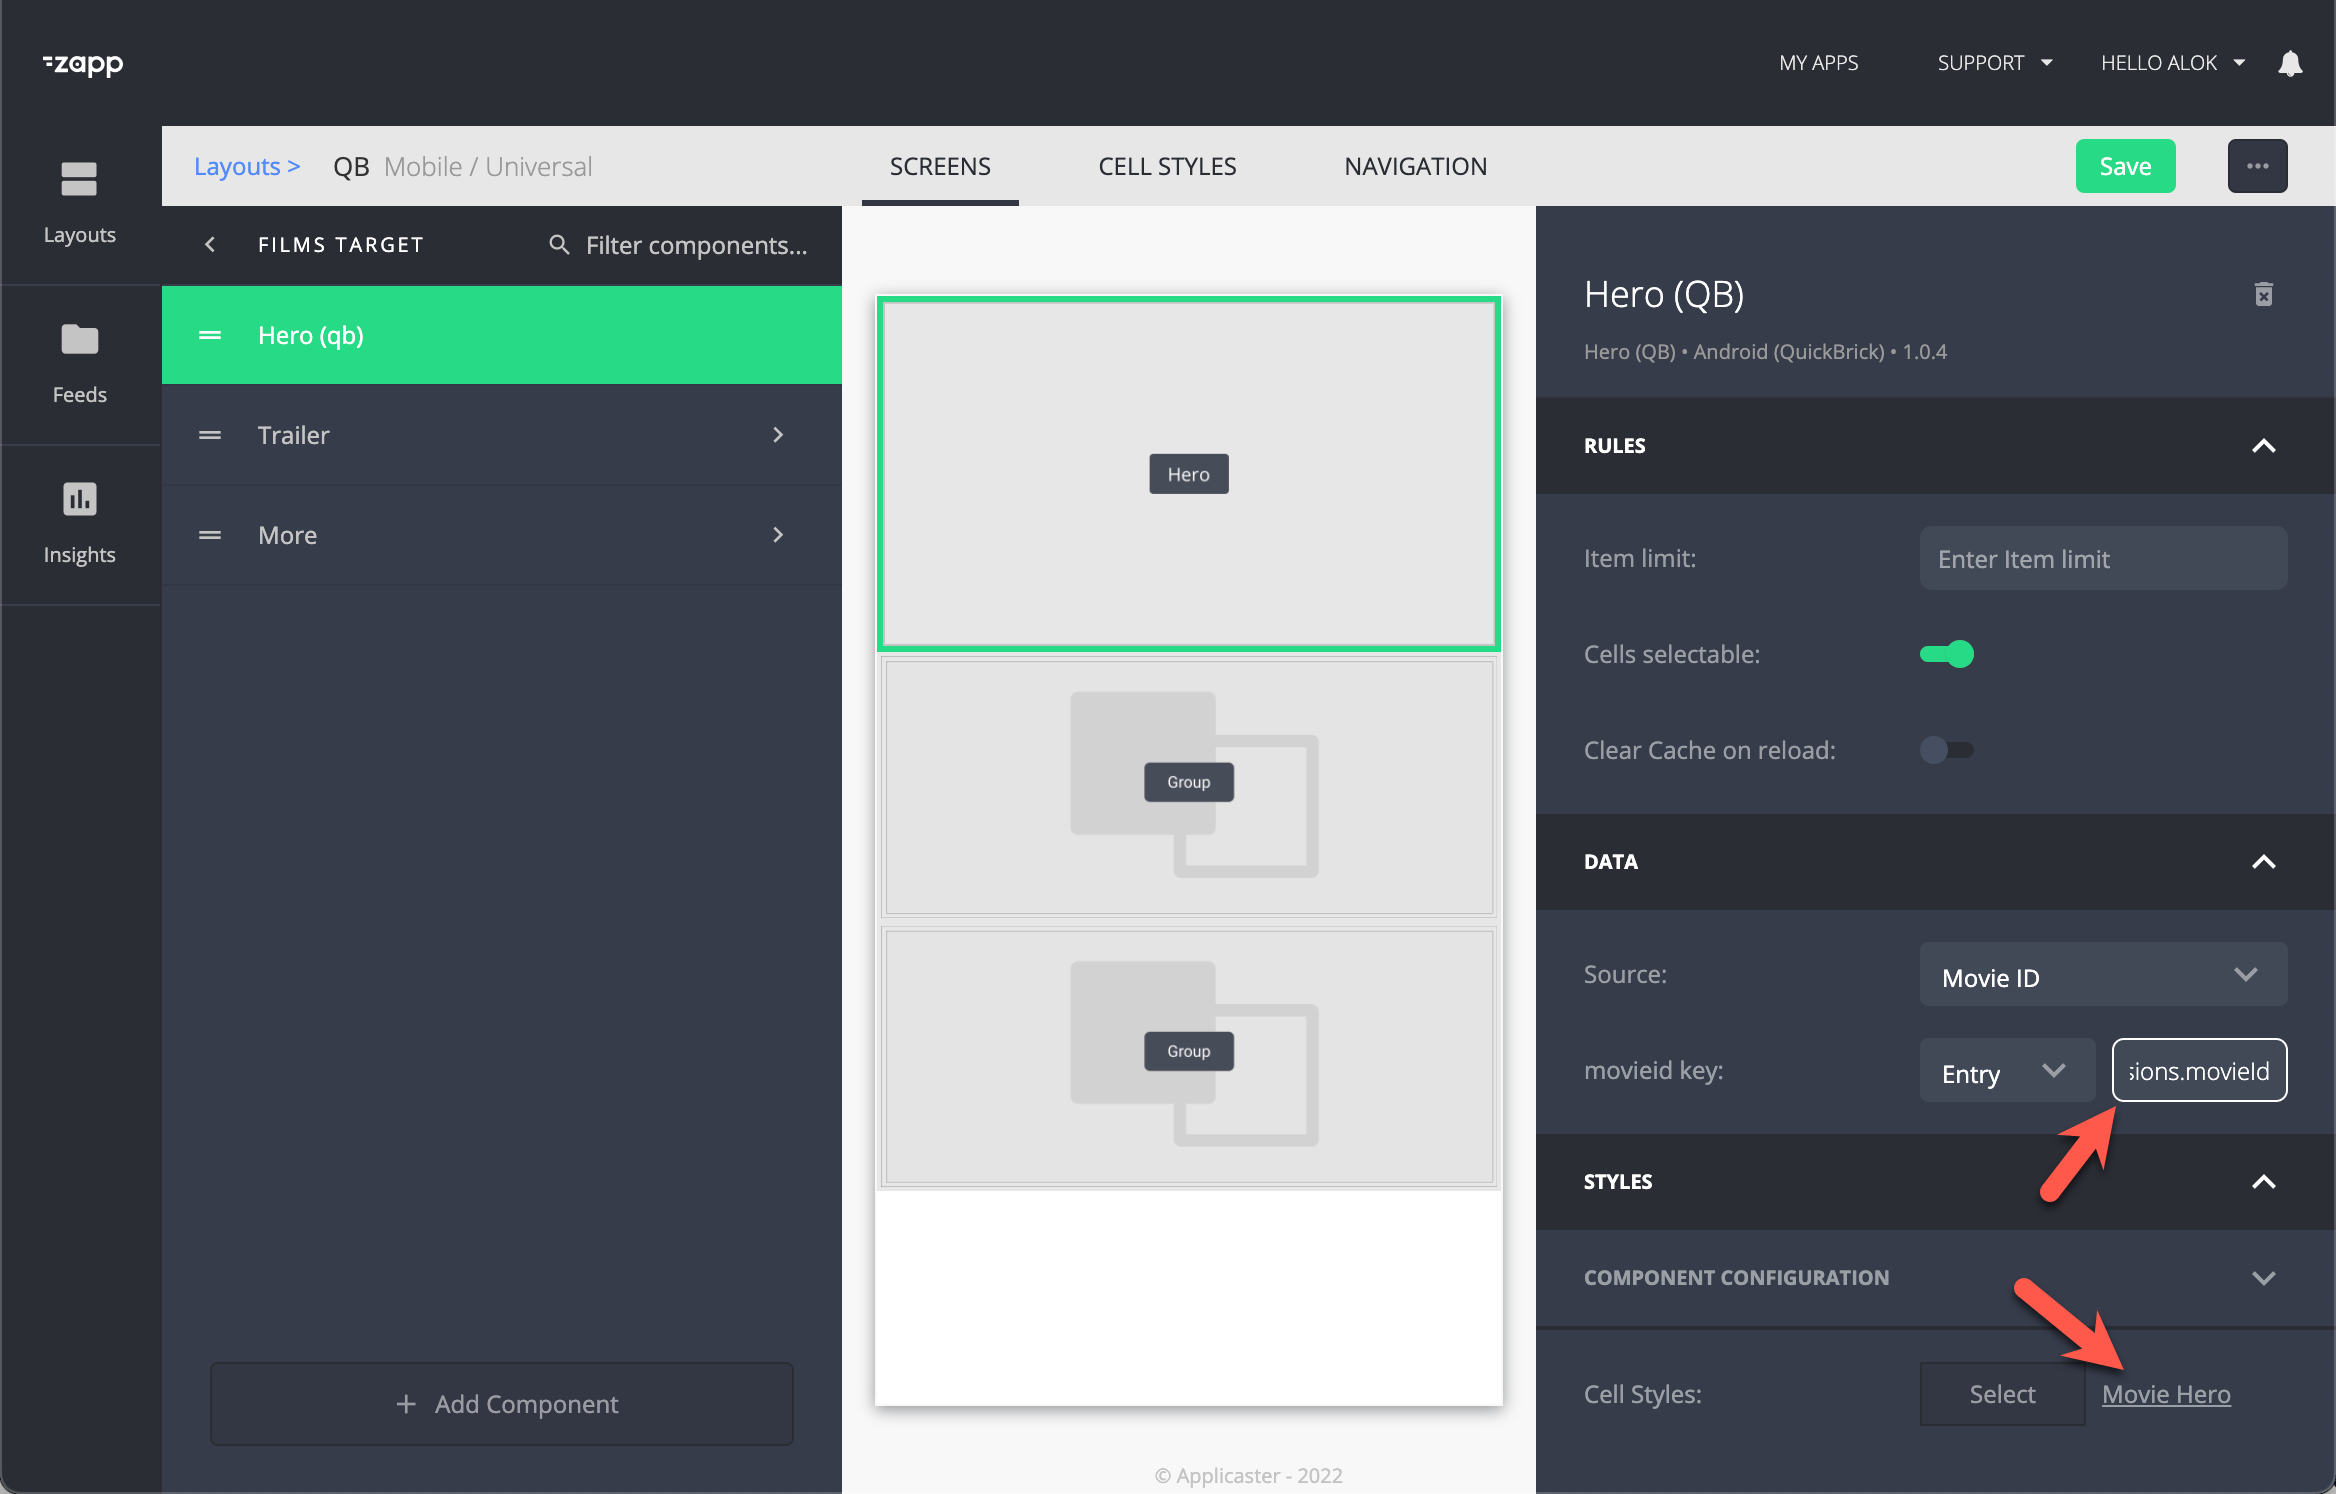 zapp
MY APPS
SUPPORT
HELLO ALOK
Layouts
Feeds
Insights
Layouts >
QB Mobile / Universal
SCREENS
CELL STYLES
NAVIGATION
Save
FILMS TARGET
Filter components...
Hero (qb)
Trailer
More
+ Add Component
Hero
Group
Group
© Applicaster - 2022
Hero (QB)
Hero (QB) • Android (QuickBrick) • 1.0.4
RULES
Item limit: Enter Item limit
Cells selectable:
Clear Cache on reload:
DATA
Source: Movie ID
movieid key: Entry sions.movieId
STYLES
COMPONENT CONFIGURATION
Cell Styles: Select Movie Hero